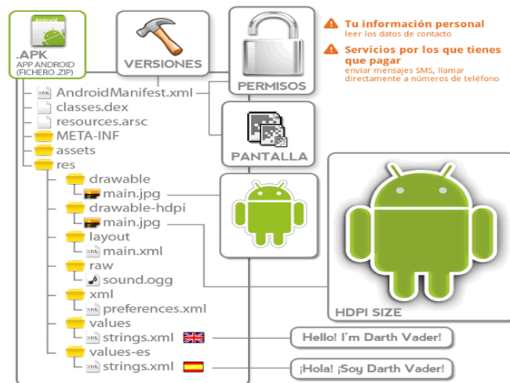 .APK
APP ANDROID
(FICHERO ZIP)
VERSIONES
PERMISOS
Tu información personal
leer los datos de contacto
Servicios por los que tienes
que pagar
enviar mensajes SMS, llamar
directamente a números de teléfono
AndroidManifest.xml
classes.dex
resources.arsc
META-INF
assets
res
PANTALLA
drawable
main.jpg
drawable-hdpi
main.jpg
layout
main.xml
raw
sound.ogg
xml
preferences.xml
values
strings.xml
values-es
strings.xml
HDPI SIZE
Hello! I'm Darth Vader!
¡Hola! ¡Soy Darth Vader!